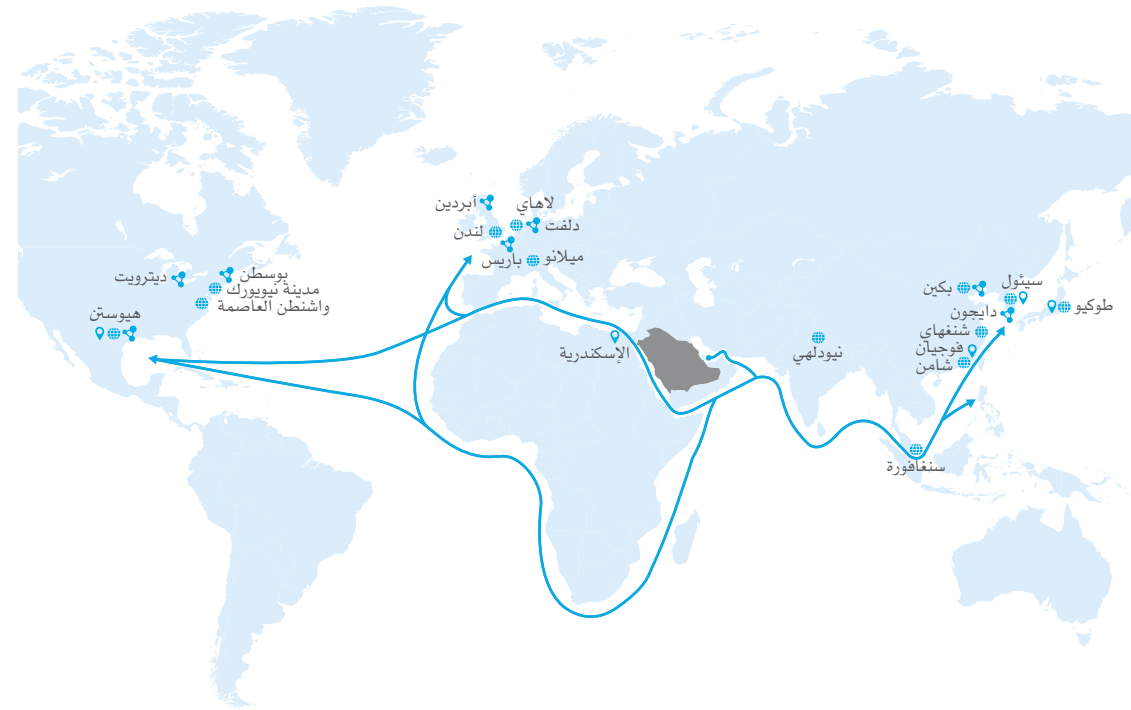 أبردين
لاهاي
دلفت
لندن
باريس
ميلانو
ديترويت
بوسطن
مدينة نيويورك
واشنطن العاصمة
هيوستن
الإسكندرية
نيودلهي
بكين
سيئول
طوكيو
دايجون
شنغهاي
فوجيان
شامن
سنغافورة